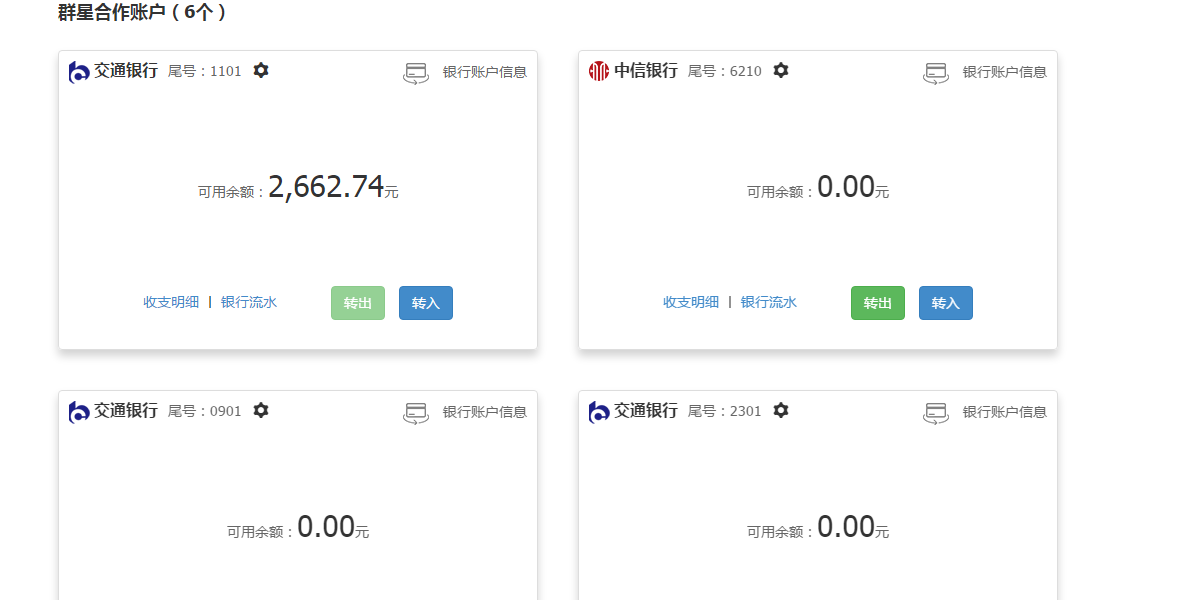 群星合作账户（6个）
交通银行 尾号：1101 银行账户信息
可用余额：2,662.74元
收支明细 | 银行流水 转出 转入
中信银行 尾号：6210 银行账户信息
可用余额：0.00元
收支明细 | 银行流水 转出 转入
交通银行 尾号：0901 银行账户信息
可用余额：0.00元
交通银行 尾号：2301 银行账户信息
可用余额：0.00元